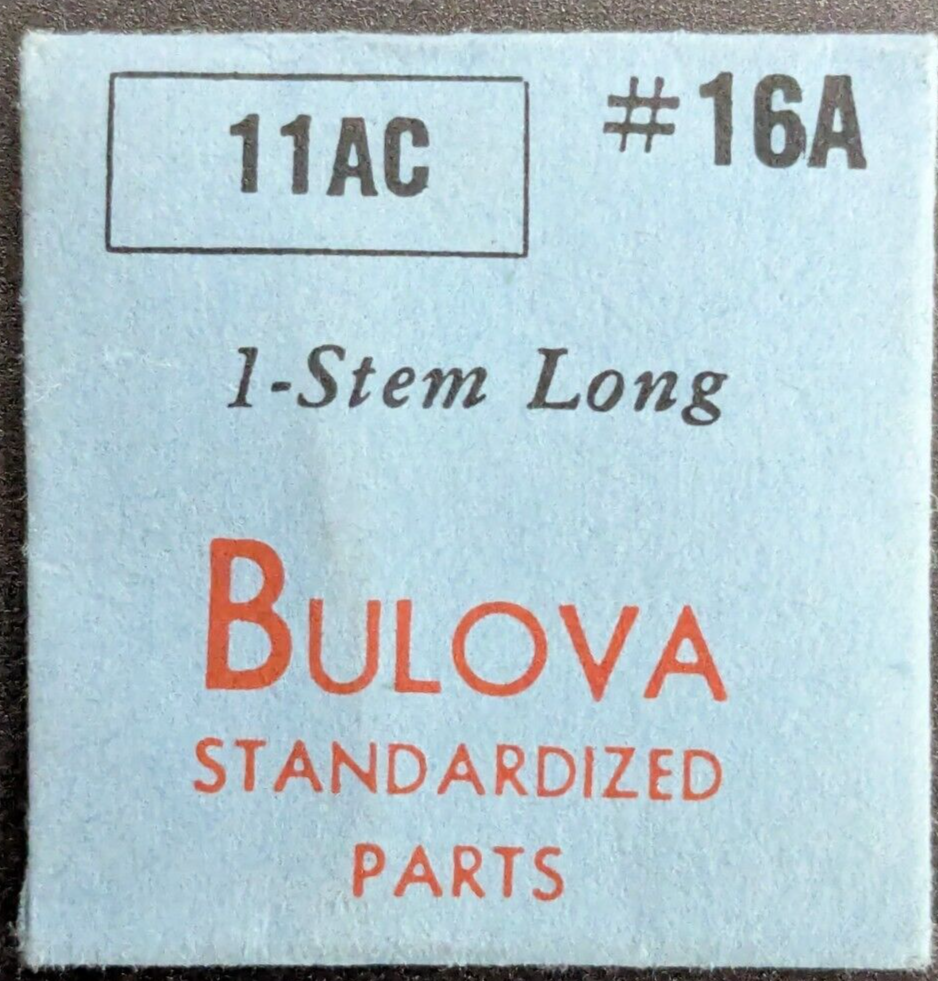 11AC
#16A
1-Stem Long
BULOVA
STANDARDIZED
PARTS